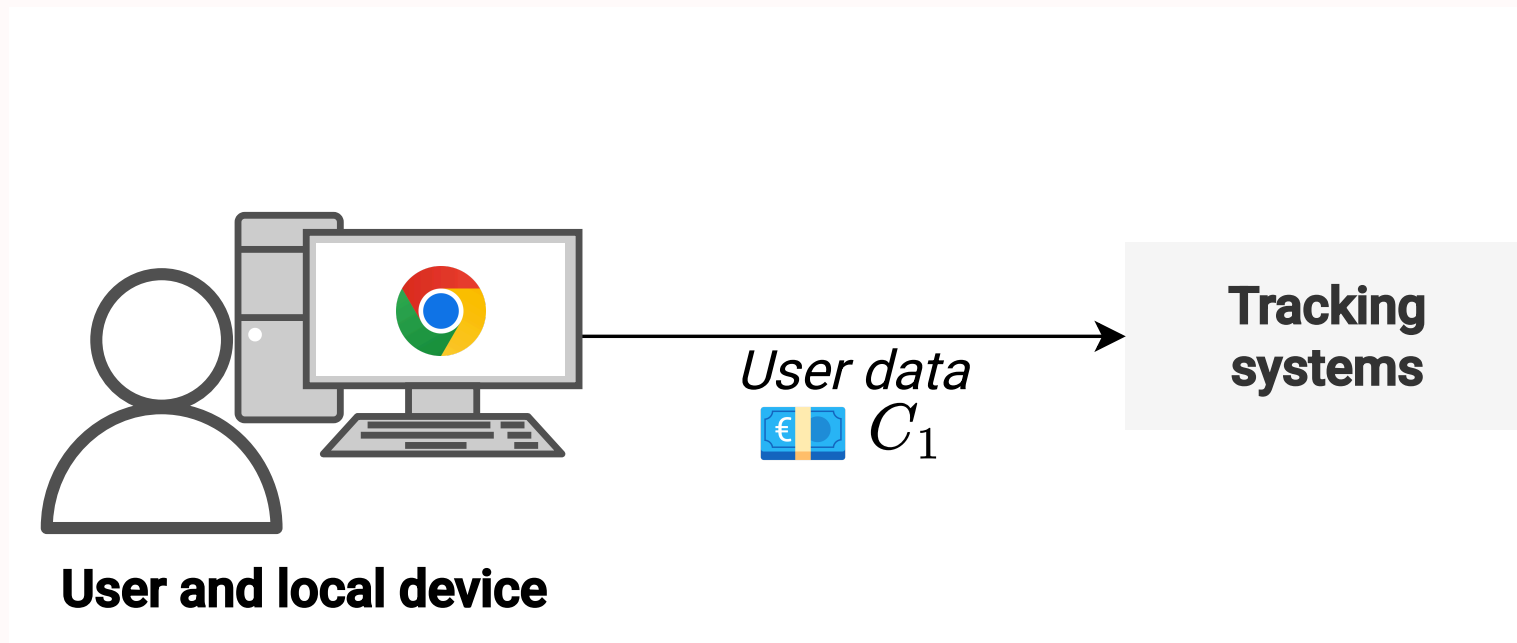 Tracking
systems
User data
€ C₁
User and local device